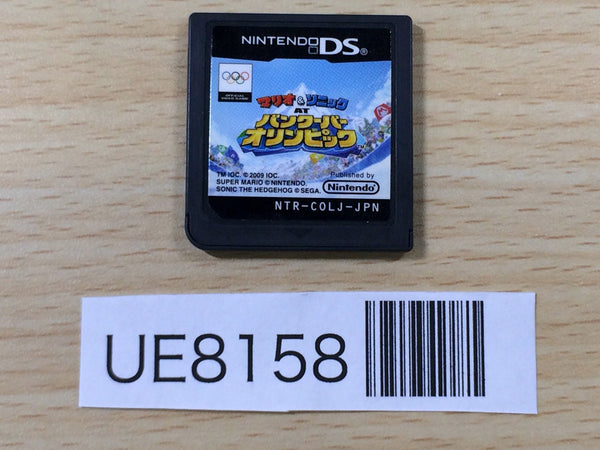 NINTENDO DS
マリオ&ソニック
AT
バンクーバー
オリンピック
TM IOC. © 2009 IOC.
SUPER MARIO © NINTENDO.
SONIC THE HEDGEHOG © SEGA.
Published by
Nintendo
NTR-COLJ-JPN
UE8158